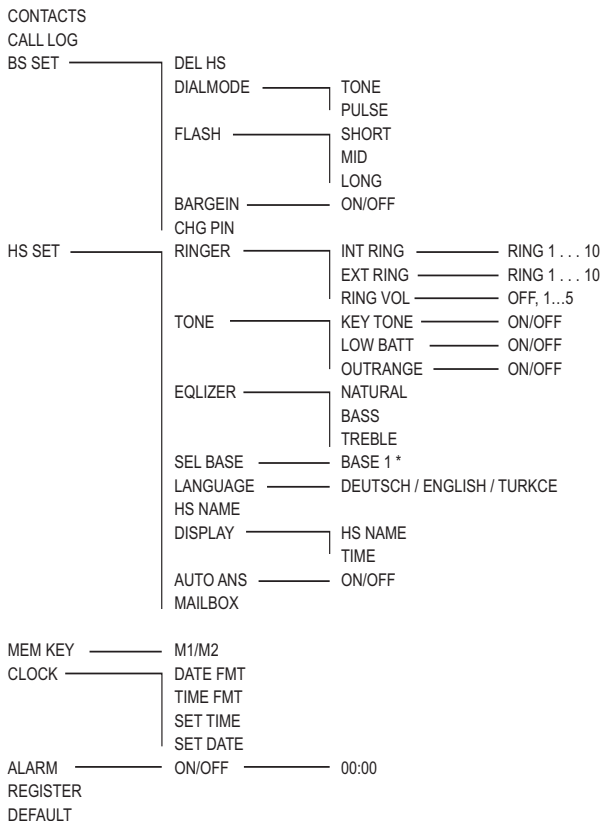 CONTACTS
CALL LOG
BS SET DEL HS
DIALMODE TONE
PULSE
FLASH SHORT
MID
LONG
BARGEIN ON/OFF
CHG PIN
HS SET RINGER INT RING RING 1 . . . 10
EXT RING RING 1 . . . 10
RING VOL OFF, 1…5
TONE KEY TONE ON/OFF
LOW BATT ON/OFF
OUTRANGE ON/OFF
EQLIZER NATURAL
BASS
TREBLE
SEL BASE BASE 1 *
LANGUAGE DEUTSCH / ENGLISH / TURKCE
HS NAME
DISPLAY HS NAME
TIME
AUTO ANS ON/OFF
MAILBOX
MEM KEY M1/M2
CLOCK DATE FMT
TIME FMT
SET TIME
SET DATE
ALARM ON/OFF 00:00
REGISTER
DEFAULT